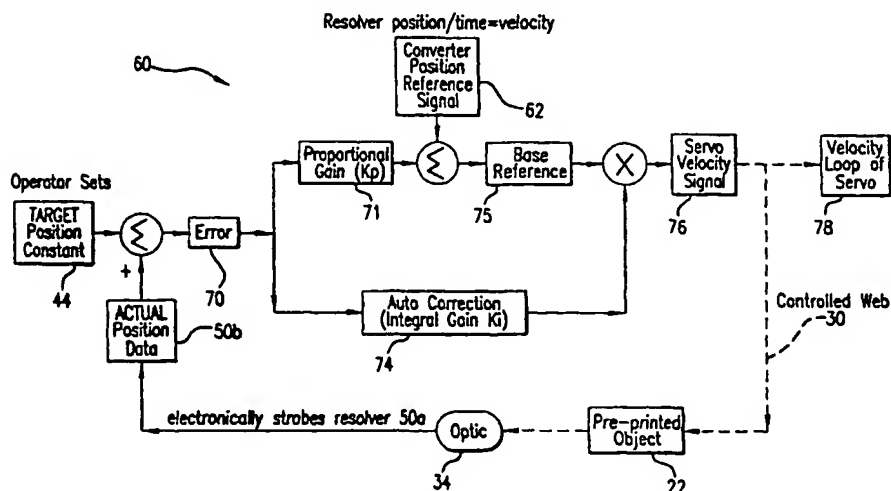 Resolver position/time=velocity
60
Converter
Position
Reference
Signal
62
Proportional
Gain (Kp)
71
Σ
Base
Reference
75
X
Servo
Velocity
Signal
76
Velocity
Loop of
Servo
78
Operator Sets
TARGET
Position
Constant
44
Σ
+
Error
70
ACTUAL
Position
Data
50b
Auto Correction
(Integral Gain Ki)
74
Controlled Web
30
electronically strobes resolver 50a
Optic
34
Pre-printed
Object
22